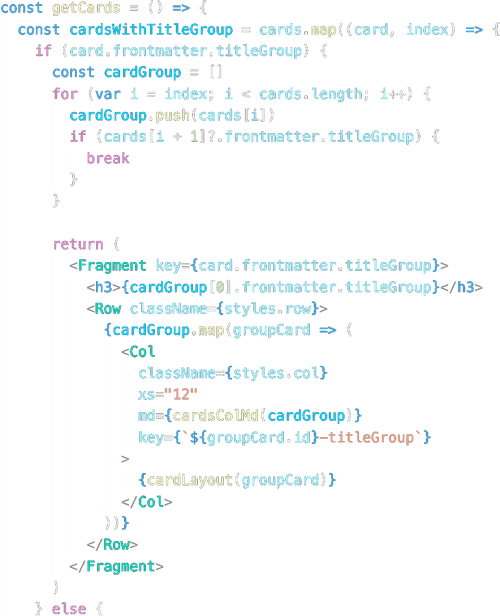 const getCards = () => {
  const cardsWithTitleGroup = cards.map((card, index) => {
    if (card.frontmatter.titleGroup) {
      const cardGroup = []
      for (var i = index; i < cards.length; i++) {
        cardGroup.push(cards[i])
        if (cards[i + 1]?.frontmatter.titleGroup) {
          break
        }
      }

      return (
        <Fragment key={card.frontmatter.titleGroup}>
          <h3>{cardGroup[0].frontmatter.titleGroup}</h3>
          <Row className={styles.row}>
            {cardGroup.map(groupCard => (
              <Col
                className={styles.col}
                xs="12"
                md={cardsColMd(cardGroup)}
                key={`${groupCard.id}-titleGroup`}
              >
                {cardLayout(groupCard)}
              </Col>
            ))}
          </Row>
        </Fragment>
      )
    } else {